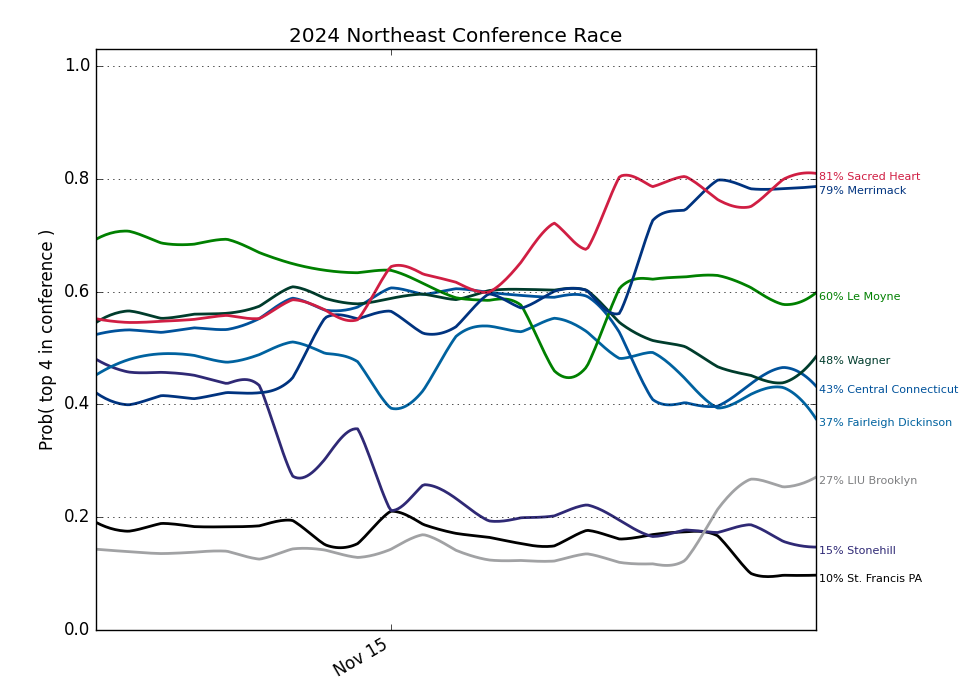 2024 Northeast Conference Race
Prob( top 4 in conference )
1.0
0.8
0.6
0.4
0.2
0.0
Nov 15
81% Sacred Heart
79% Merrimack
60% Le Moyne
48% Wagner
43% Central Connecticut
37% Fairleigh Dickinson
27% LIU Brooklyn
15% Stonehill
10% St. Francis PA